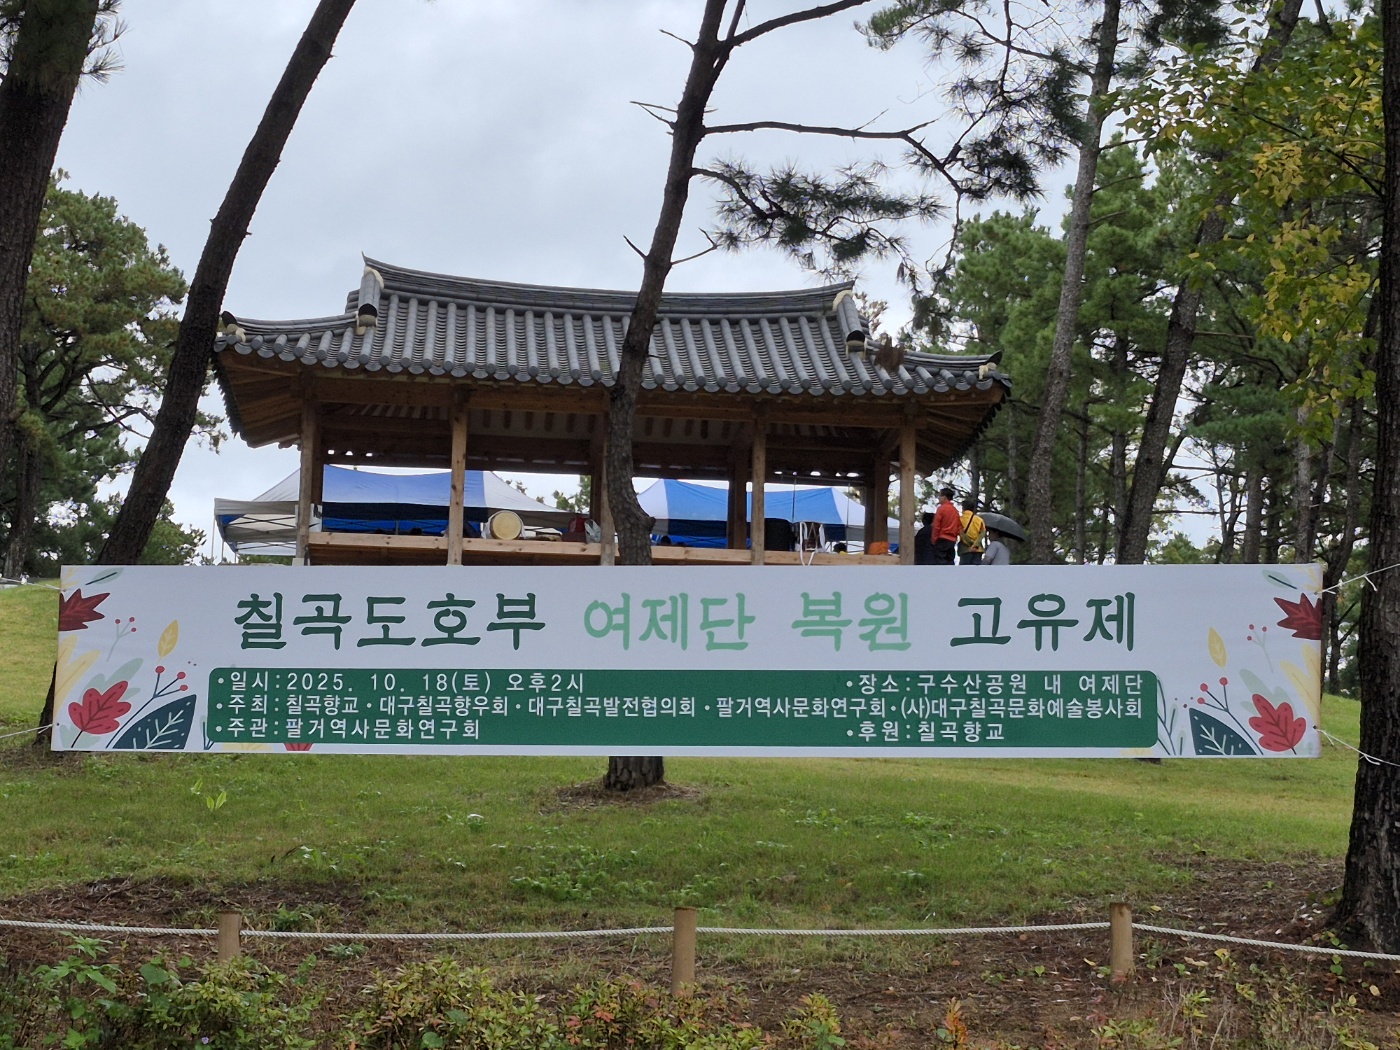 칠곡도호부 여제단 복원 고유제
•일시:2025. 10. 18(토) 오후2시 •장소:구수산공원 내 여제단
•주최:칠곡향교·대구칠곡향우회·대구칠곡발전협의회·팔거역사문화연구회·(사)대구칠곡문화예술봉사회
•주관:팔거역사문화연구회 •후원:칠곡향교